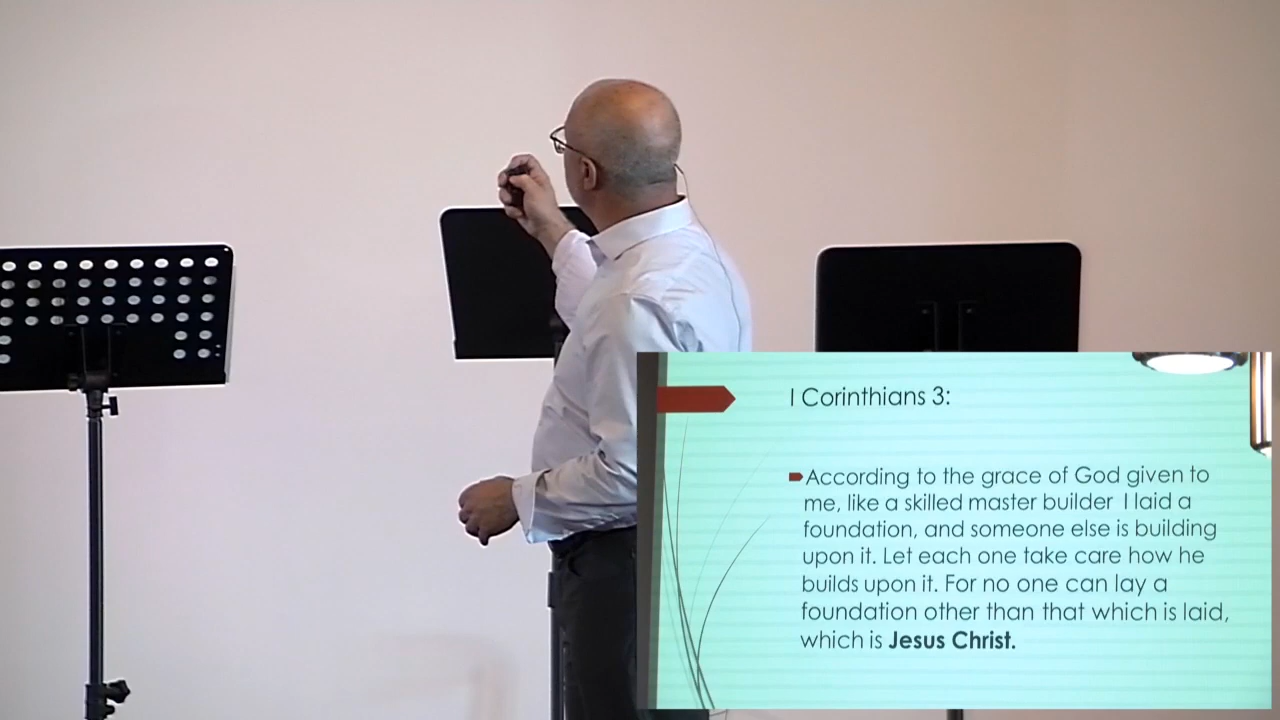 I Corinthians 3:
According to the grace of God given to
me, like a skilled master builder I laid a
foundation, and someone else is building
upon it. Let each one take care how he
builds upon it. For no one can lay a
foundation other than that which is laid,
which is Jesus Christ.